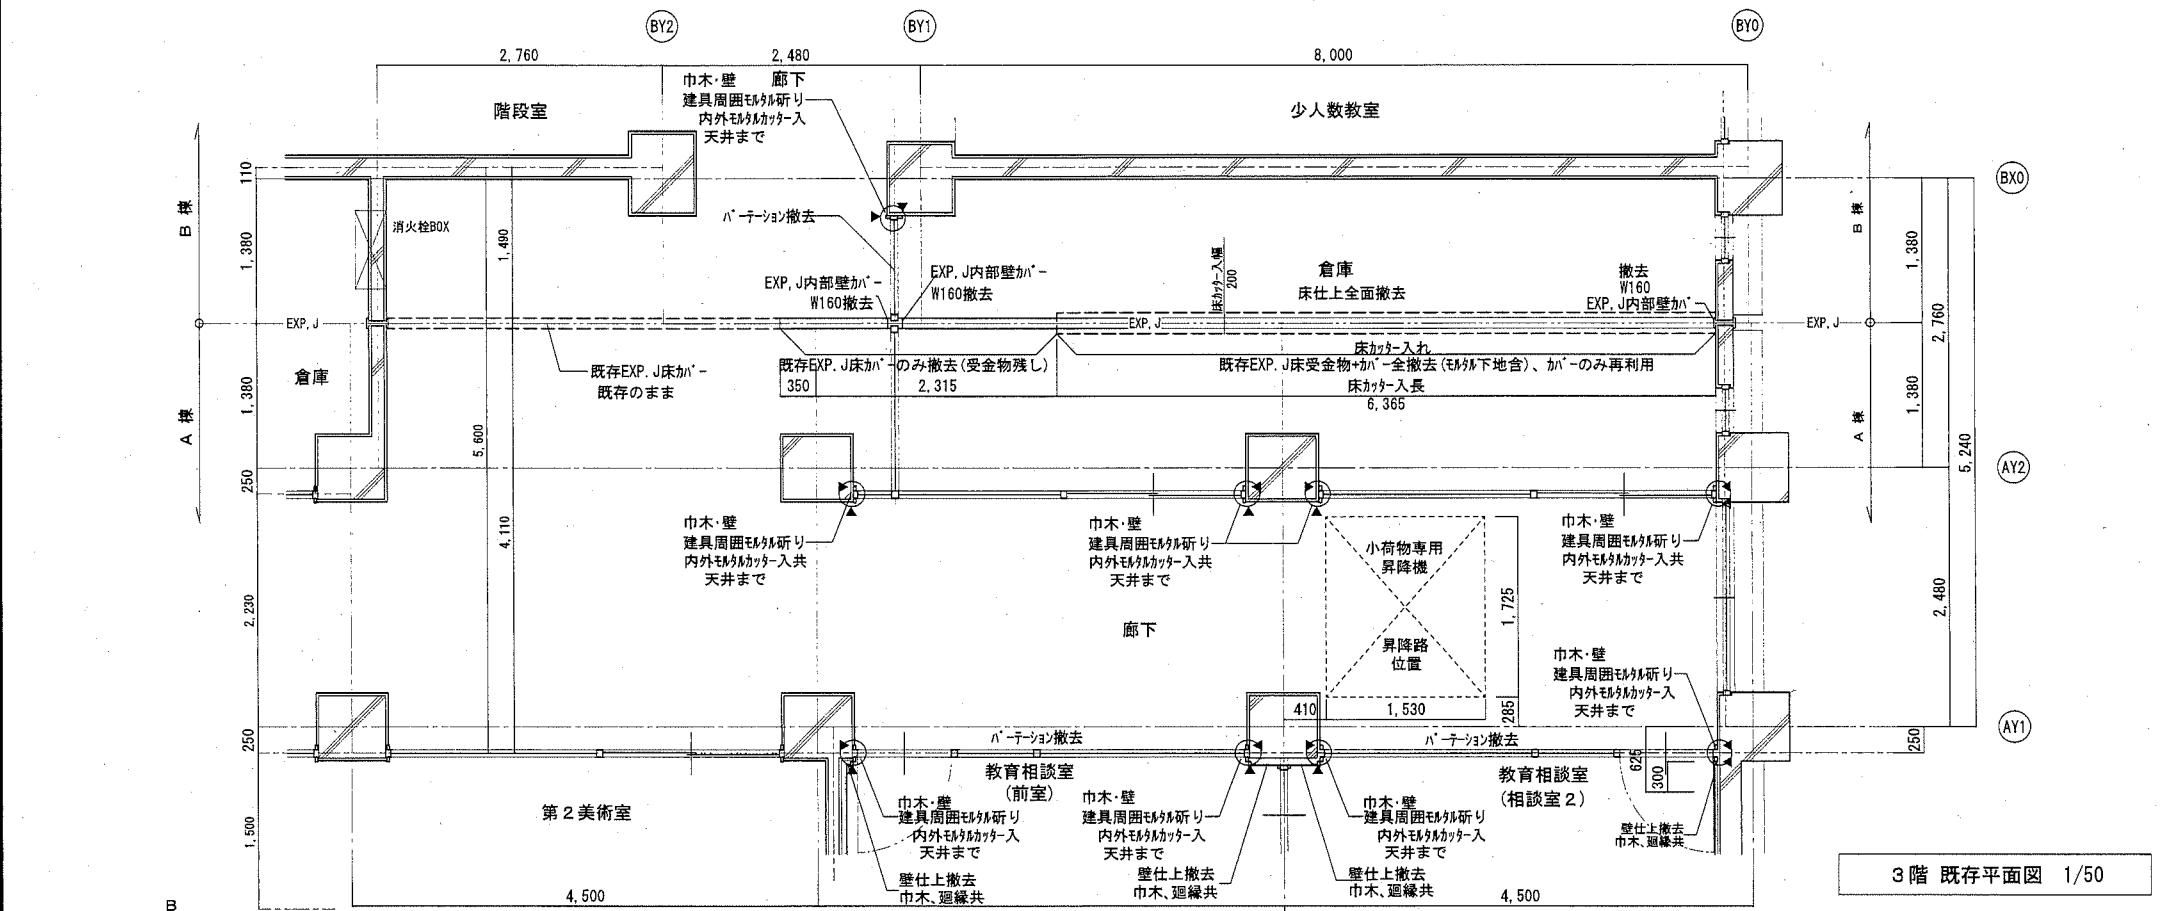 BY2
BY1
BY0
2,760
2,480
8,000
巾木・壁
廊下
建具周囲モルタル斫り
内外モルタルカッター入
天井まで
階段室
少人数教室
110
BX0
B 棟
B 棟
消火栓BOX
パーテーション撤去
1,380
1,490
1,380
EXP,J内部壁カバー
W160撤去
EXP,J内部壁カバー
W160撤去
床カッター入幅
200
倉庫
床仕上全面撤去
撤去
W160
EXP,J内部壁カバー
EXP,J
EXP,J
EXP,J
2,760
床カッター入れ
倉庫
既存EXP.J床カバー
既存のまま
既存EXP.J床カバーのみ撤去(受金物残し)
既存EXP.J床受金物+カバー全撤去(モルタル下地含)、カバーのみ再利用
350
2,315
床カッター入長
6,365
1,380
1,380
A 棟
A 棟
5,600
5,240
250
AY2
4,110
巾木・壁
建具周囲モルタル斫り
内外モルタルカッター入共
天井まで
巾木・壁
建具周囲モルタル斫り
内外モルタルカッター入共
天井まで
巾木・壁
建具周囲モルタル斫り
内外モルタルカッター入共
天井まで
小荷物専用
昇降機
1,725
2,230
2,480
廊下
昇降路
位置
巾木・壁
建具周囲モルタル斫り
内外モルタルカッター入
天井まで
410
1,530
285
AY1
250
250
パーテーション撤去
パーテーション撤去
625
300
教育相談室
(前室)
教育相談室
(相談室2)
第2美術室
1,500
巾木・壁
建具周囲モルタル斫り
内外モルタルカッター入
天井まで
巾木・壁
建具周囲モルタル斫り
内外モルタルカッター入
天井まで
巾木・壁
建具周囲モルタル斫り
内外モルタルカッター入
天井まで
壁仕上撤去
巾木、廻縁共
壁仕上撤去
巾木、廻縁共
壁仕上撤去
巾木、廻縁共
壁仕上撤去
巾木、廻縁共
4,500
4,500
3階 既存平面図 1/50
B